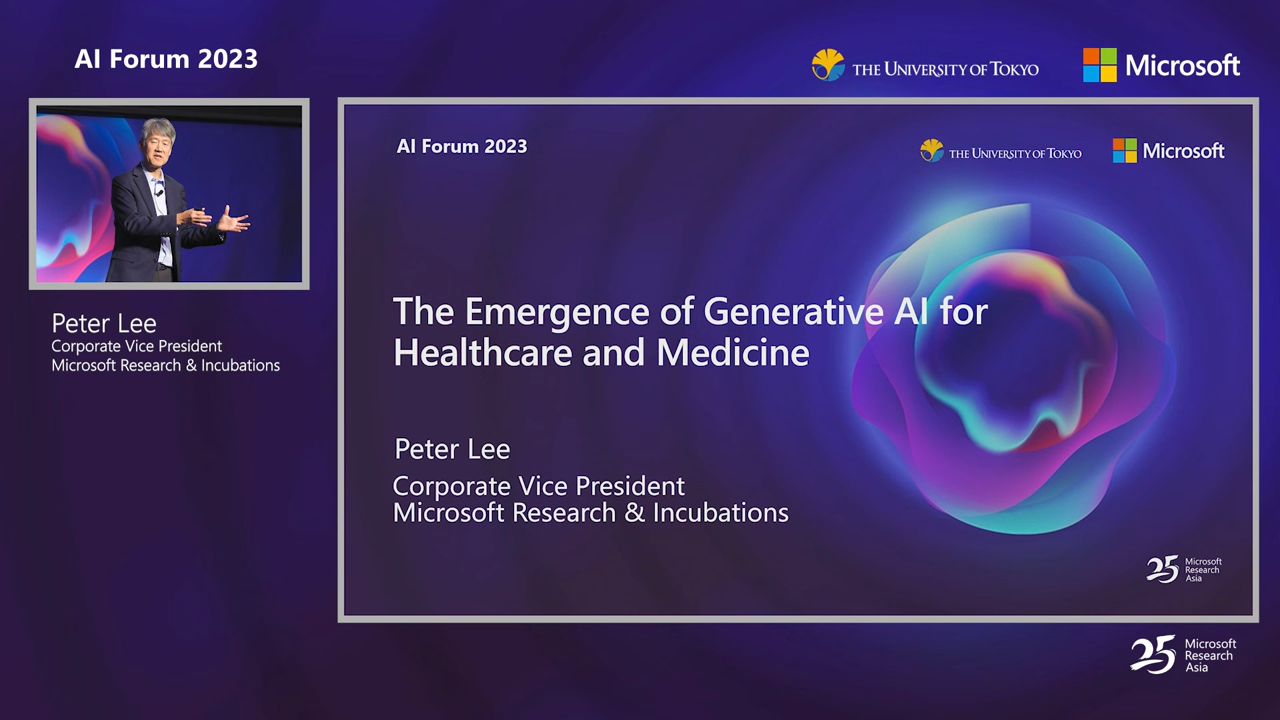 AI Forum 2023
THE UNIVERSITY OF TOKYO
Microsoft
Peter Lee
Corporate Vice President
Microsoft Research & Incubations
AI Forum 2023
THE UNIVERSITY OF TOKYO
Microsoft
The Emergence of Generative AI for
Healthcare and Medicine
Peter Lee
Corporate Vice President
Microsoft Research & Incubations
25
Microsoft
Research
Asia
25
Microsoft
Research
Asia